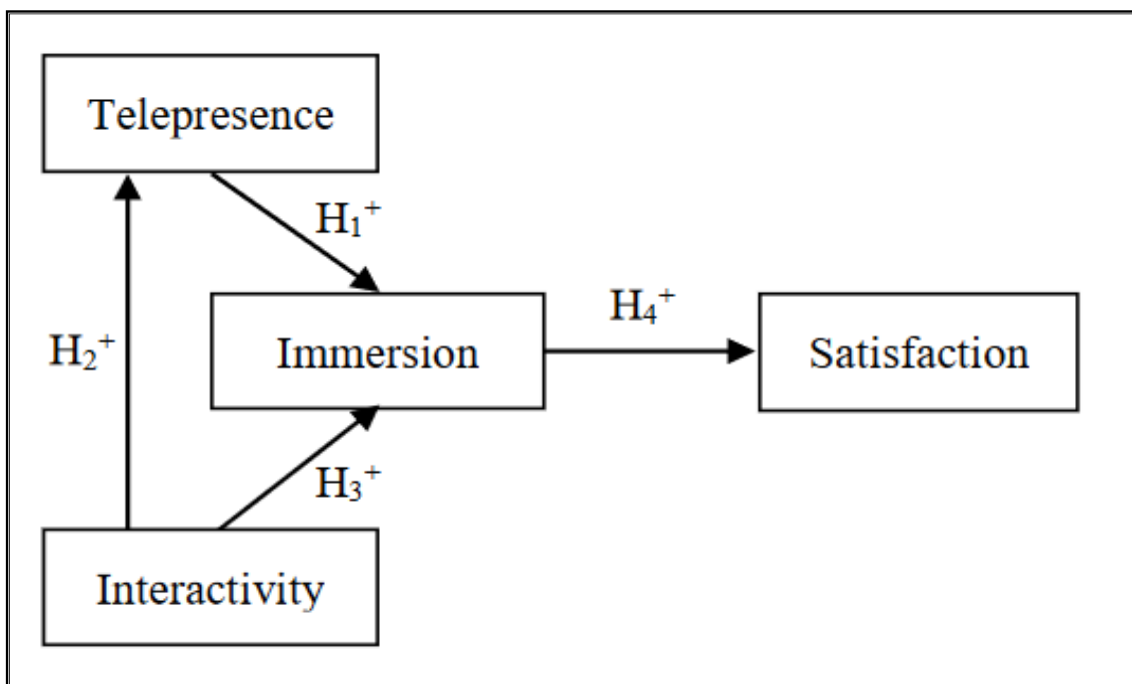 Telepresence
H₁⁺
H₂⁺
Immersion
H₄⁺
Satisfaction
H₃⁺
Interactivity